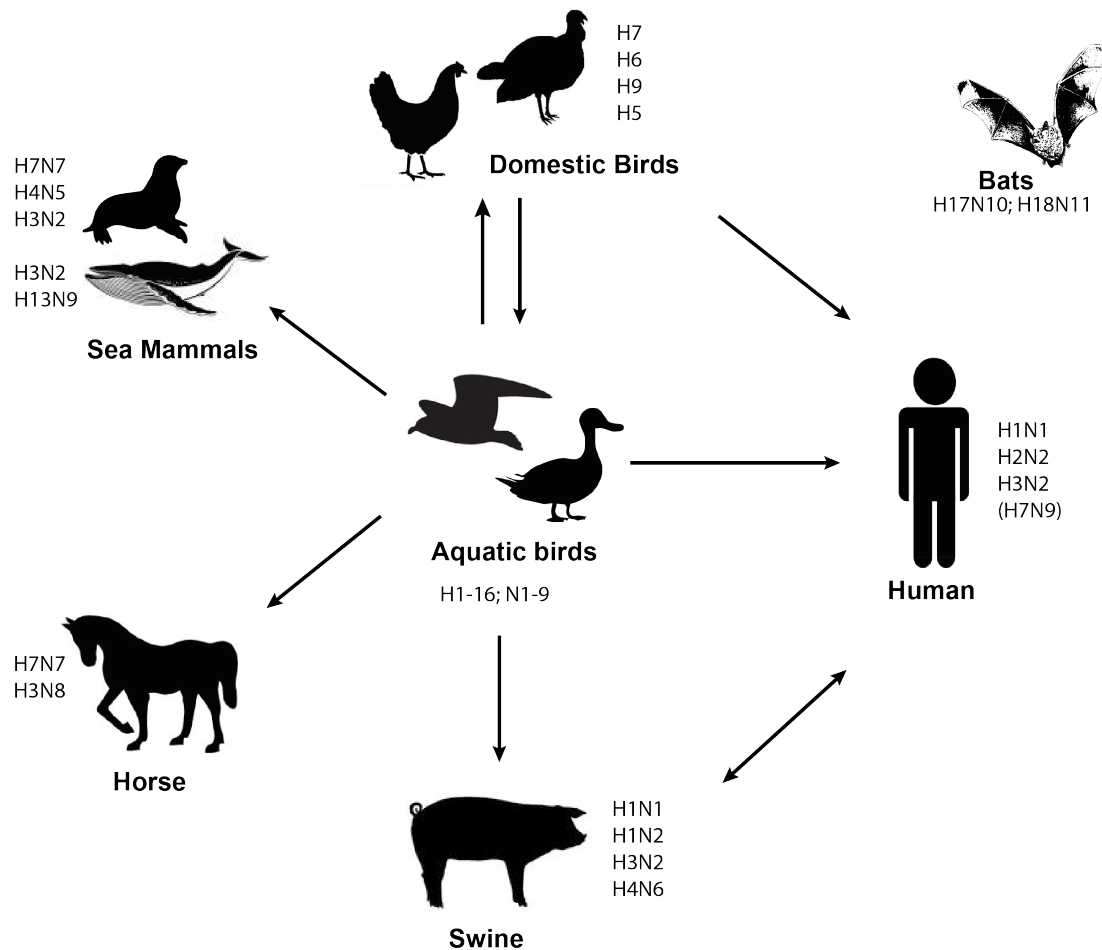 H7
H6
H9
H5
Domestic Birds
Bats
H17N10; H18N11
H7N7
H4N5
H3N2
H3N2
H13N9
Sea Mammals
H1N1
H2N2
H3N2
(H7N9)
Human
Aquatic birds
H1-16; N1-9
H7N7
H3N8
Horse
H1N1
H1N2
H3N2
H4N6
Swine